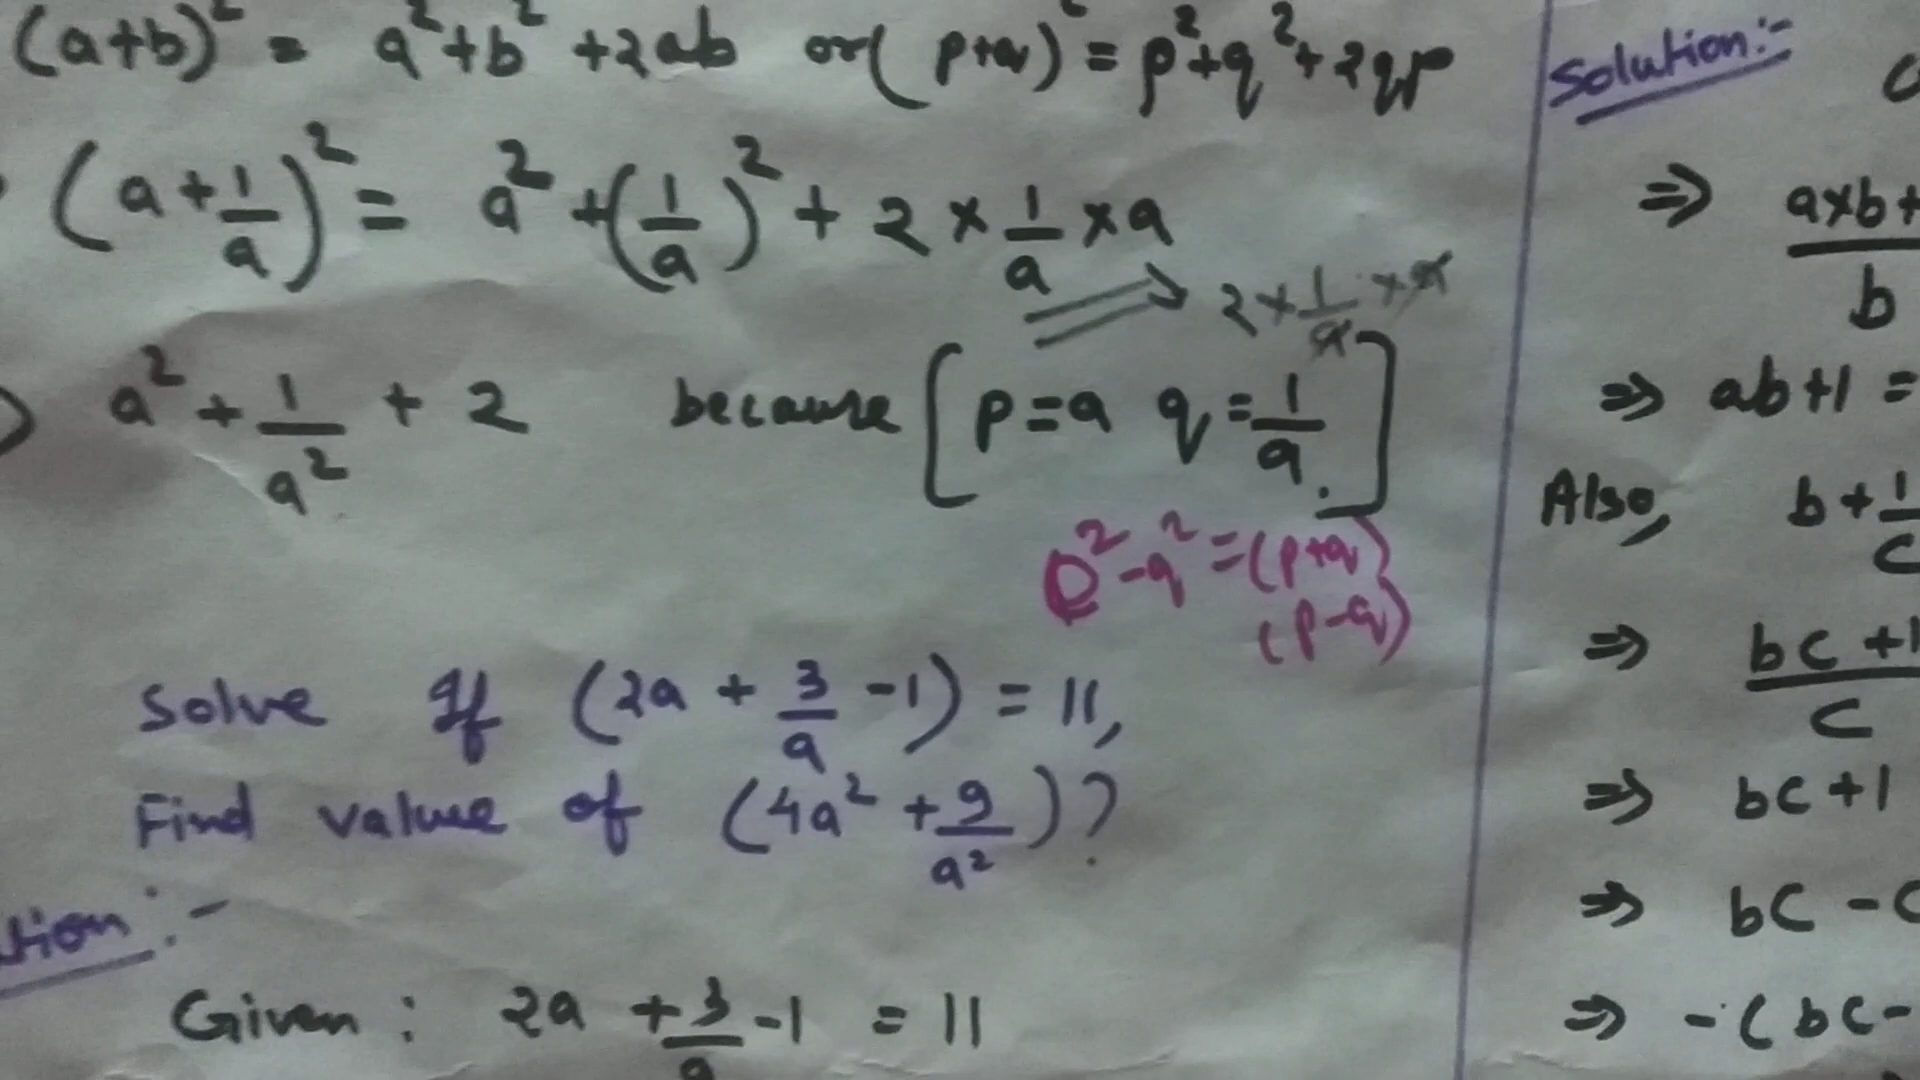 (a+b)² = a²+b²+2ab or (p+q)² = p²+q²+2qp
(a+1/a)² = a²+(1/a)²+2×1/a×a
2×1/a×a
a²+1/a²+2 because [p=a q=1/a.]
p²-q²=(p+q)
(p-q)
Solve If (2a+3/a-1) = 11,
Find value of (4a²+9/a²)?
tion:-
Given: 2a+3/a-1 = 11
Solution:-
⇒ a×b+
b
⇒ ab+1 =
Also, b+1/c
⇒ bc+1
c
⇒ bc+1
⇒ bc-c
⇒ -(bc-